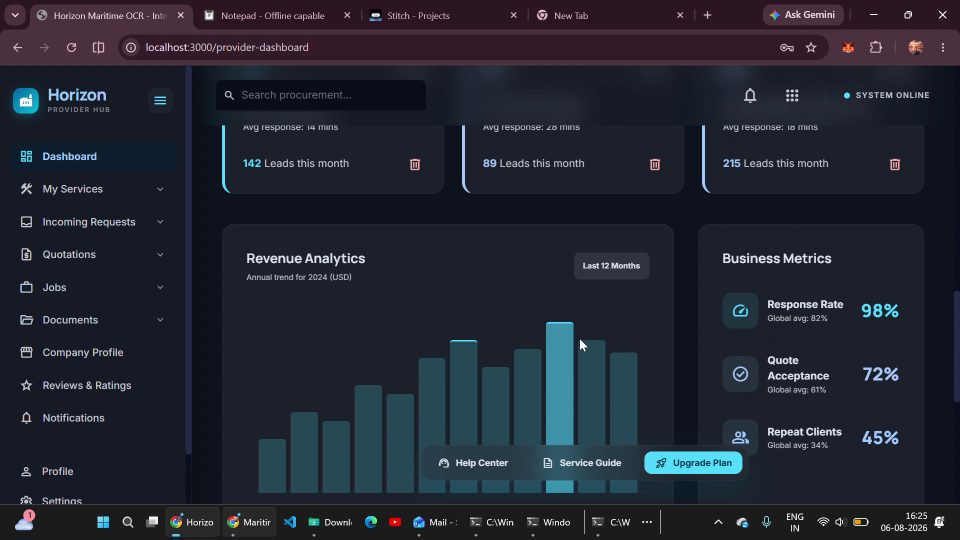 Horizon Maritime OCR - Inte
Notepad - Offline capable
Stitch - Projects
New Tab
Ask Gemini
localhost:3000/provider-dashboard
Horizon
PROVIDER HUB
Search procurement...
SYSTEM ONLINE
Dashboard
My Services
Incoming Requests
Quotations
Jobs
Documents
Company Profile
Reviews & Ratings
Notifications
Profile
Settings
Avg response: 14 mins
142 Leads this month
Avg response: 28 mins
89 Leads this month
Avg response: 18 mins
215 Leads this month
Revenue Analytics
Annual trend for 2024 (USD)
Last 12 Months
Business Metrics
Response Rate
Global avg: 82%
98%
Quote
Acceptance
Global avg: 61%
72%
Repeat Clients
Global avg: 34%
45%
Help Center
Service Guide
Upgrade Plan
1
Horizo
Maritir
Downl
Mail - S
C:\Win
Windo
C:\W
ENG
IN
16:25
06-08-2026